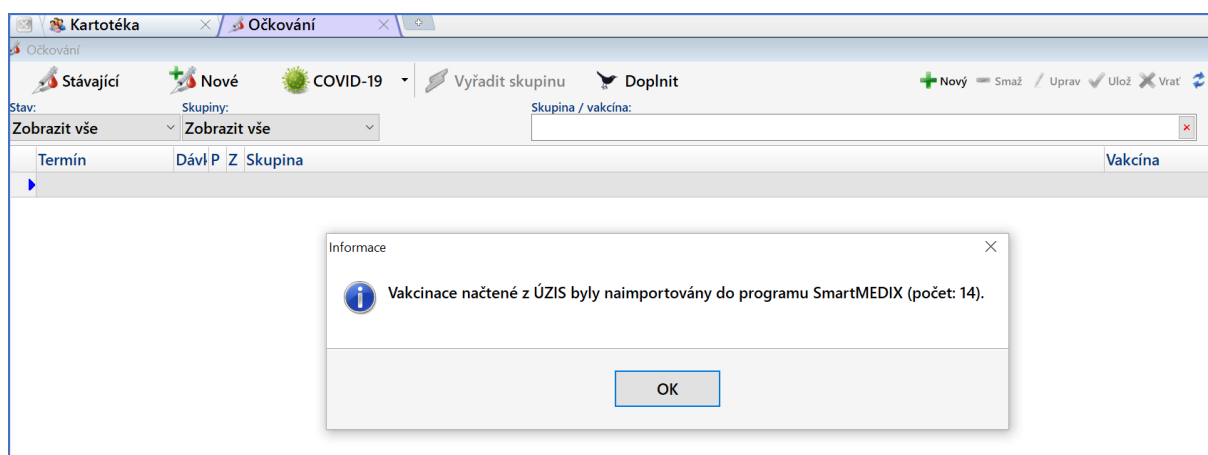 Kartotéka
Očkování
Očkování
Stávající Nové COVID-19 Vyřadit skupinu Doplnit Nový Smaž Uprav Ulož Vrať
Stav: Skupiny: Skupina / vakcína:
Zobrazit vše Zobrazit vše
Termín Dávk P Z Skupina Vakcína
Informace
Vakcinace načtené z ÚZIS byly naimportovány do programu SmartMEDIX (počet: 14).
OK